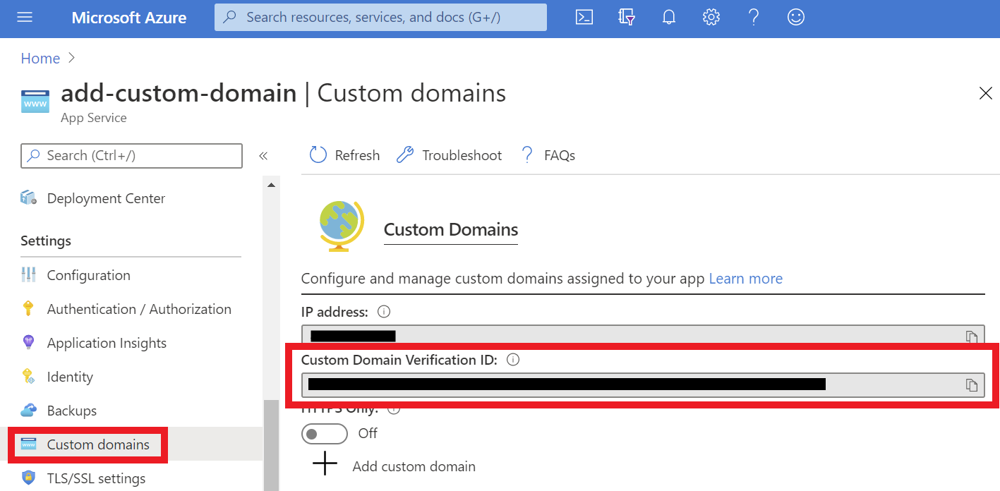 Microsoft Azure
Search resources, services, and docs (G+/)
Home
add-custom-domain | Custom domains
App Service
Search (Ctrl+/)
«
Refresh
Troubleshoot
FAQs
Deployment Center
Settings
Configuration
Authentication / Authorization
Application Insights
Identity
Backups
Custom domains
TLS/SSL settings
Custom Domains
Configure and manage custom domains assigned to your app Learn more
IP address:
Custom Domain Verification ID:
HTTPS Only:
Off
Add custom domain